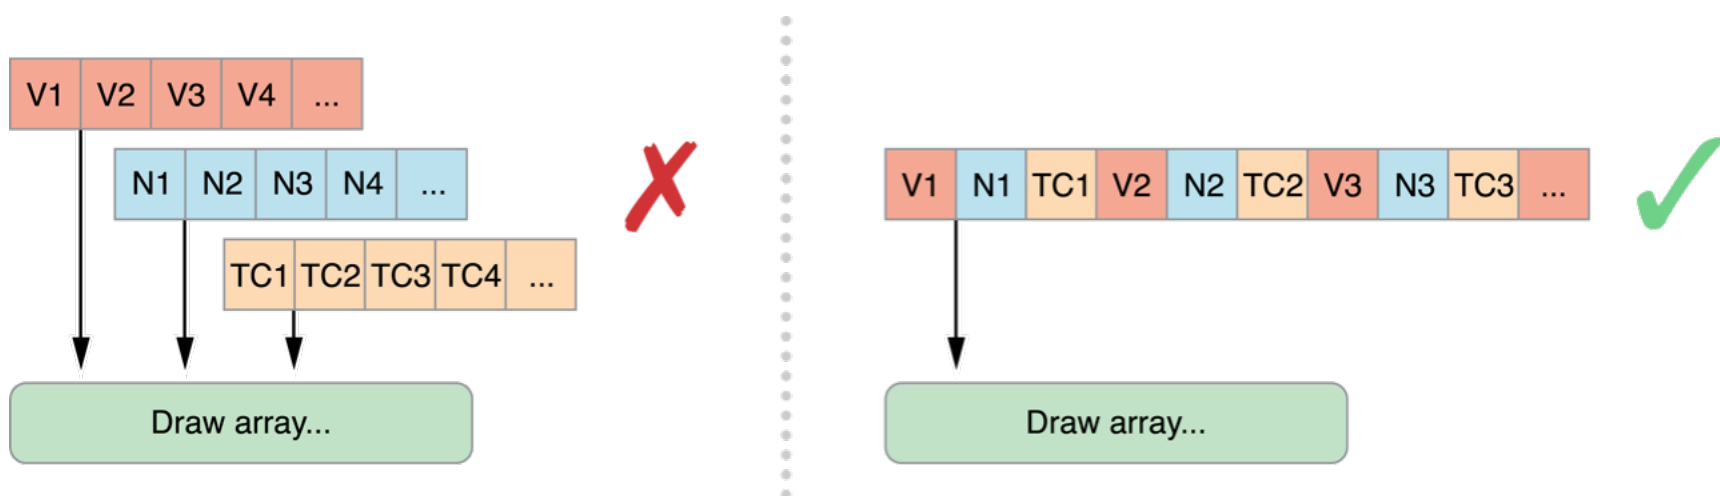 V1 V2 V3 V4 ...
N1 N2 N3 N4 ...
TC1 TC2 TC3 TC4 ...
Draw array...
V1 N1 TC1 V2 N2 TC2 V3 N3 TC3 ...
Draw array...